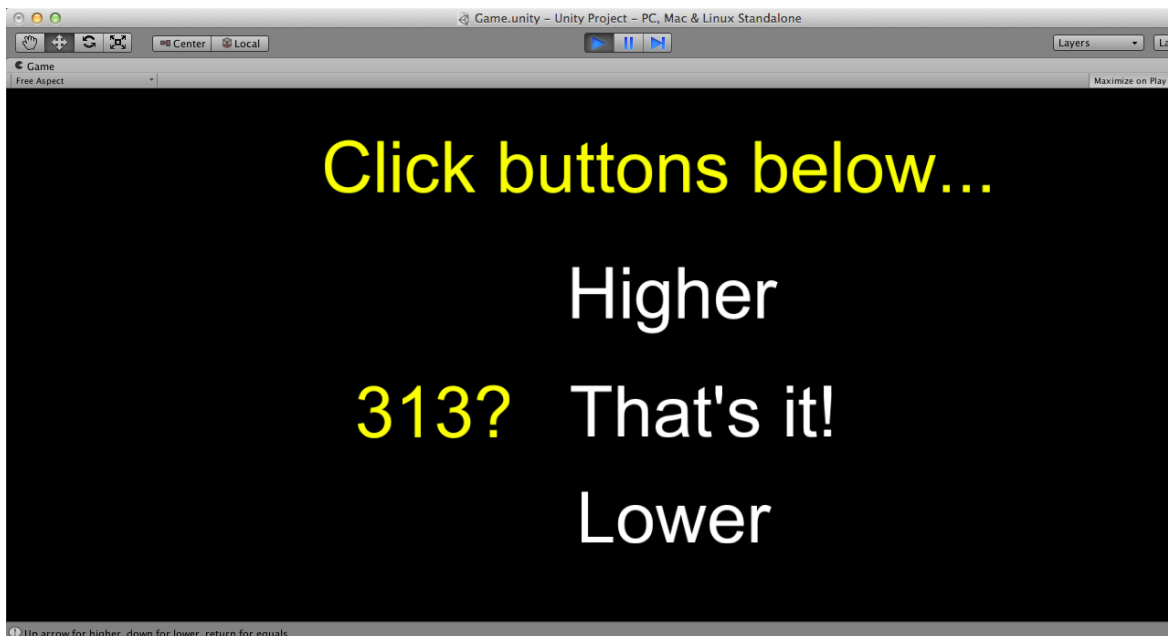 Game.unity – Unity Project – PC, Mac & Linux Standalone
Center Local Layers
Game
Free Aspect Maximize on Play
Click buttons below...
Higher
313? That's it!
Lower
Up arrow for higher, down for lower, return for equals